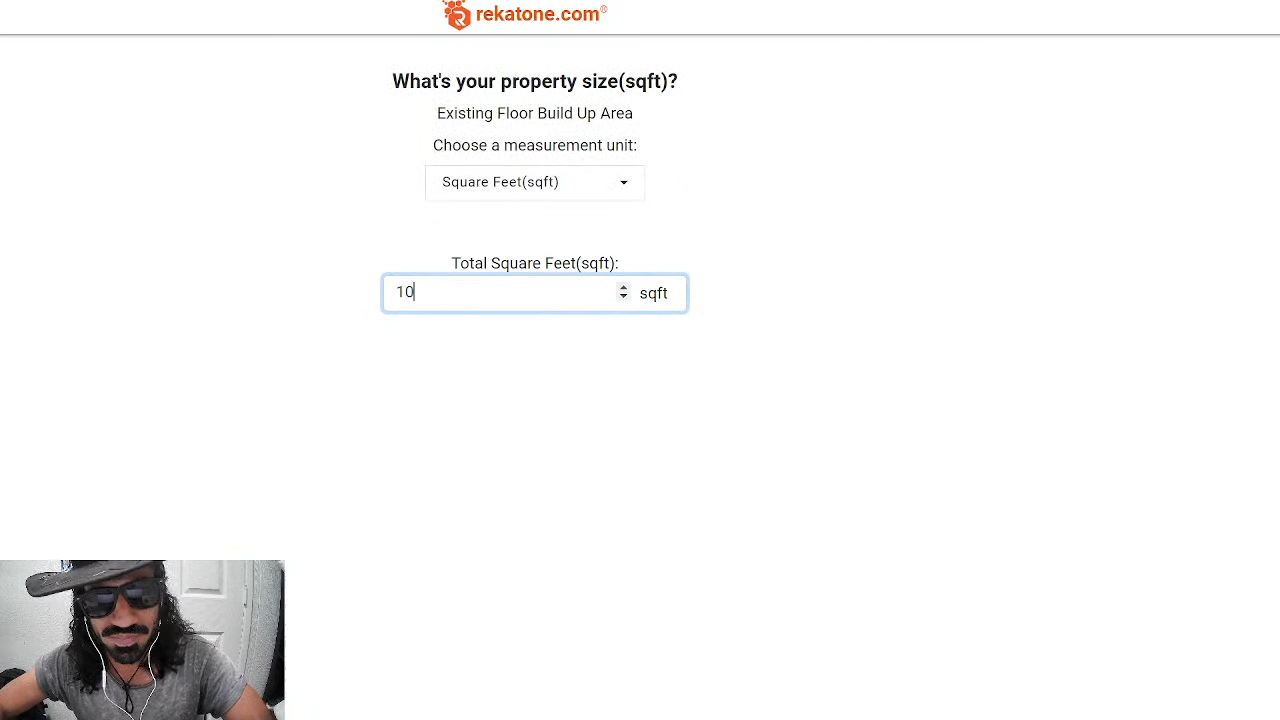 rekatone.com®
What's your property size(sqft)?
Existing Floor Build Up Area
Choose a measurement unit:
Square Feet(sqft)
Total Square Feet(sqft):
10 sqft